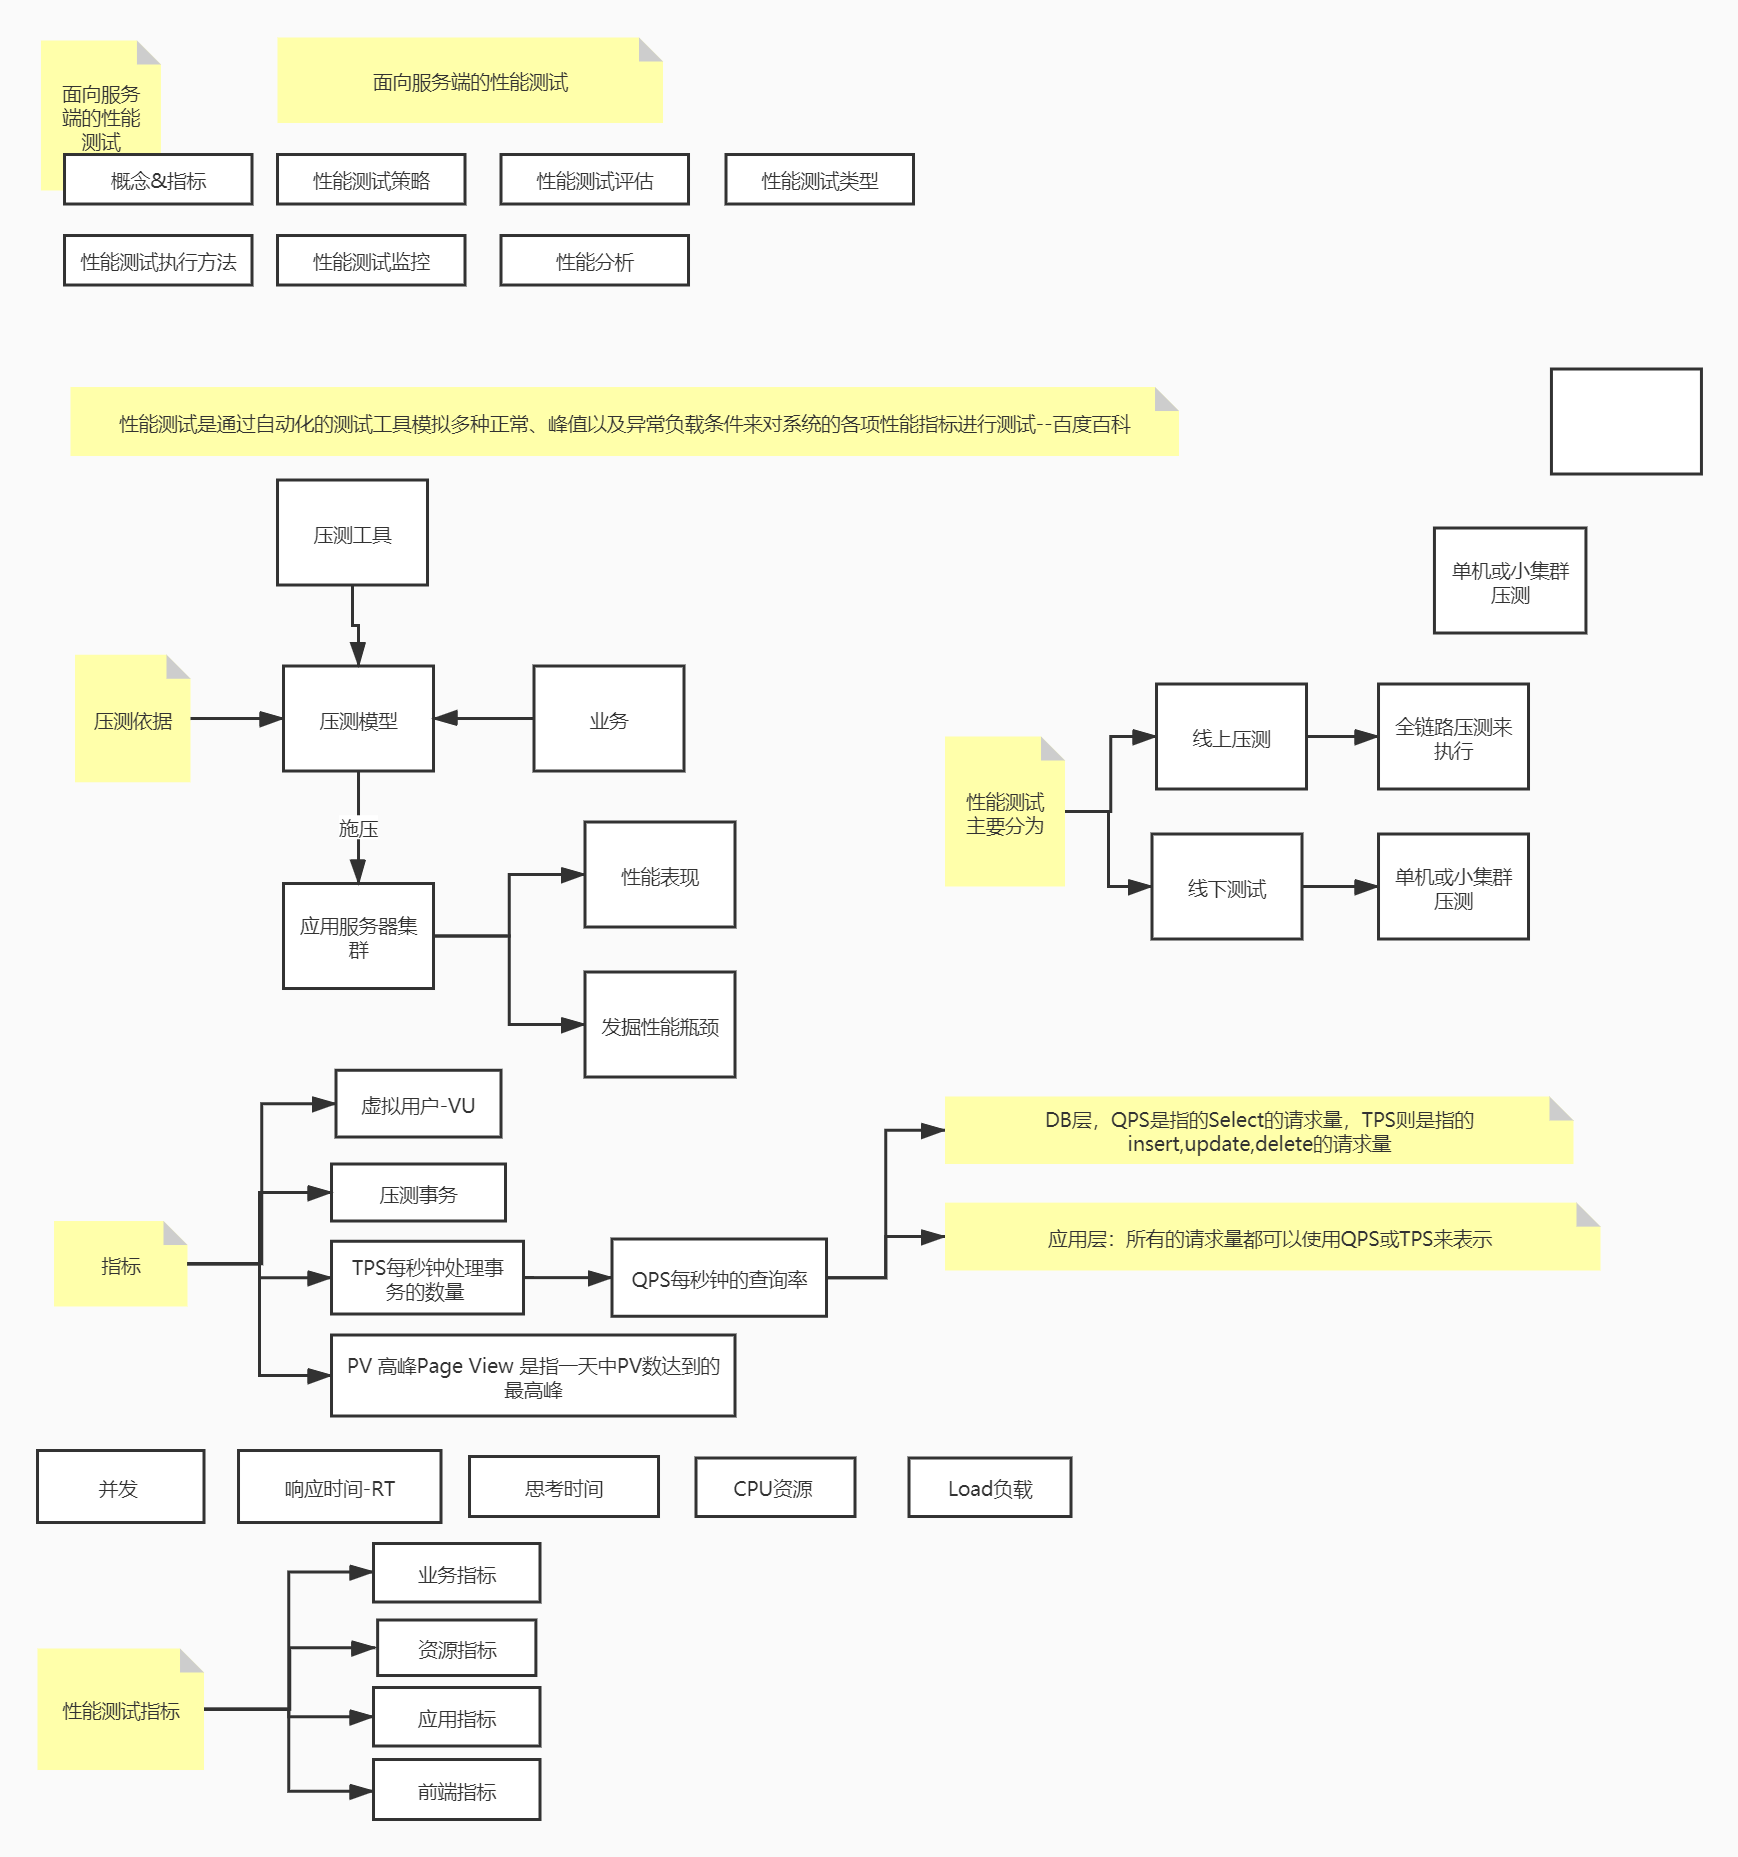 面向服务
端的性能
测试
面向服务端的性能测试
概念&指标
性能测试策略
性能测试评估
性能测试类型
性能测试执行方法
性能测试监控
性能分析
性能测试是通过自动化的测试工具模拟多种正常、峰值以及异常负载条件来对系统的各项性能指标进行测试--百度百科
压测工具
单机或小集群
压测
压测依据
压测模型
业务
线上压测
全链路压测来
执行
性能测试
主要分为
施压
性能表现
线下测试
单机或小集群
压测
应用服务器集
群
发掘性能瓶颈
虚拟用户-VU
DB层，QPS是指的Select的请求量，TPS则是指的
insert,update,delete的请求量
压测事务
应用层：所有的请求量都可以使用QPS或TPS来表示
指标
TPS每秒钟处理事
务的数量
QPS每秒钟的查询率
PV 高峰Page View 是指一天中PV数达到的
最高峰
并发
响应时间-RT
思考时间
CPU资源
Load负载
业务指标
资源指标
性能测试指标
应用指标
前端指标